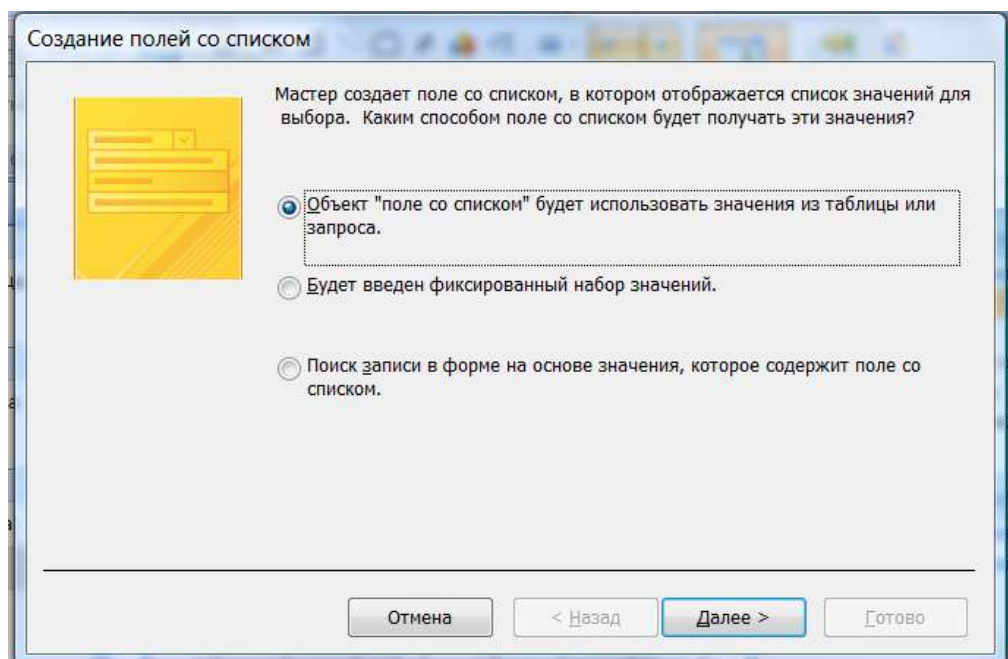 Создание полей со списком
Мастер создает поле со списком, в котором отображается список значений для
выбора. Каким способом поле со списком будет получать эти значения?
Объект "поле со списком" будет использовать значения из таблицы или
запроса.
Будет введен фиксированный набор значений.
Поиск записи в форме на основе значения, которое содержит поле со
списком.
Отмена
< Назад
Далее >
Готово